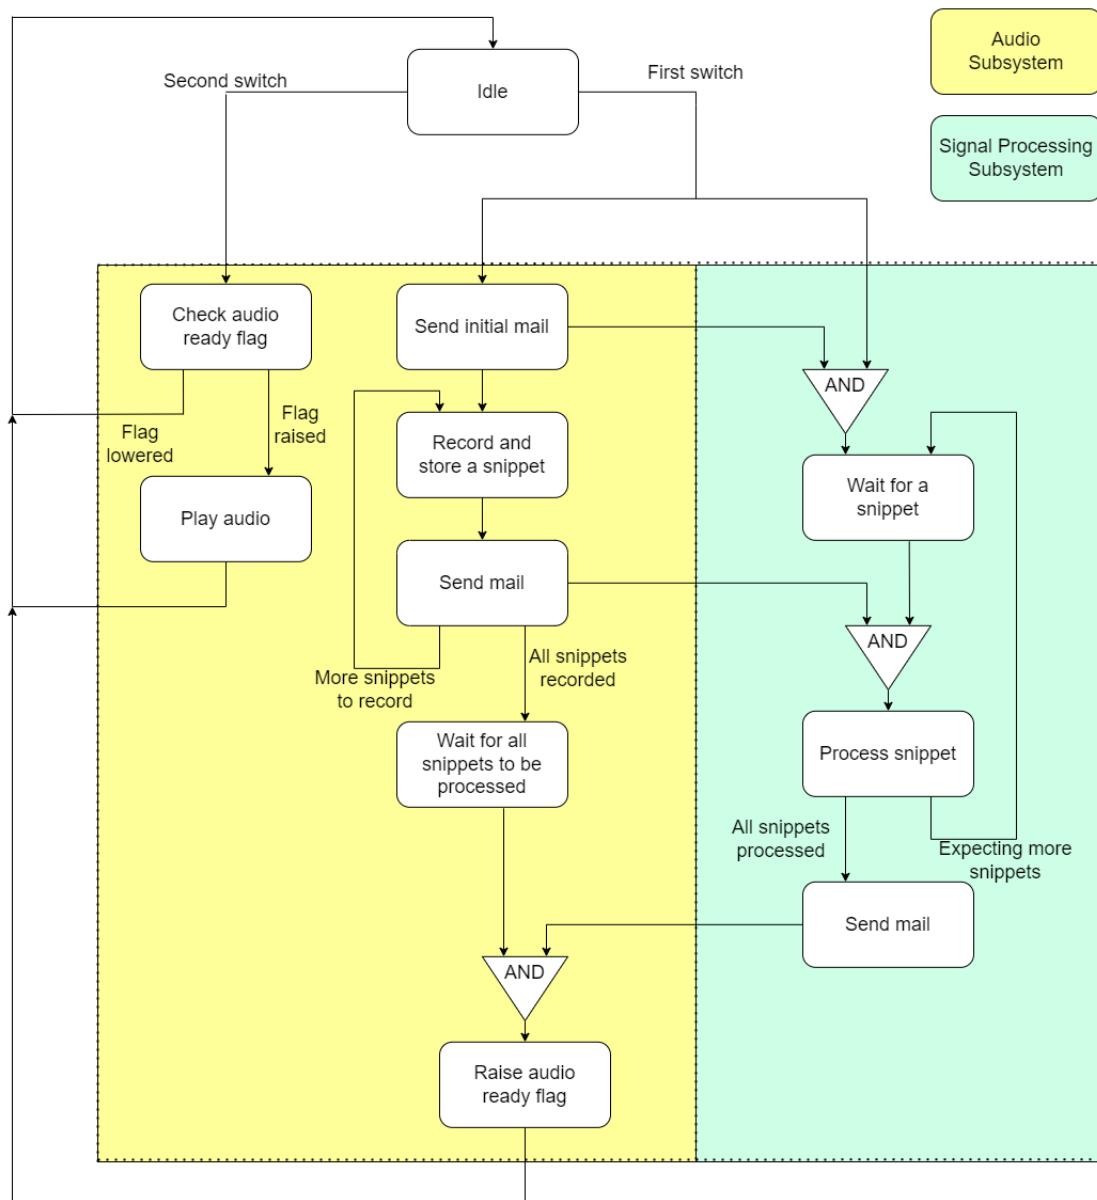 Audio
Subsystem
Second switch
First switch
Idle
Signal Processing
Subsystem
Check audio
ready flag
Send initial mail
AND
Flag
raised
Flag
lowered
Record and
store a snippet
Wait for a
snippet
Play audio
Send mail
AND
More snippets
to record
All snippets
recorded
Wait for all
snippets to be
processed
Process snippet
All snippets
processed
Expecting more
snippets
Send mail
AND
Raise audio
ready flag